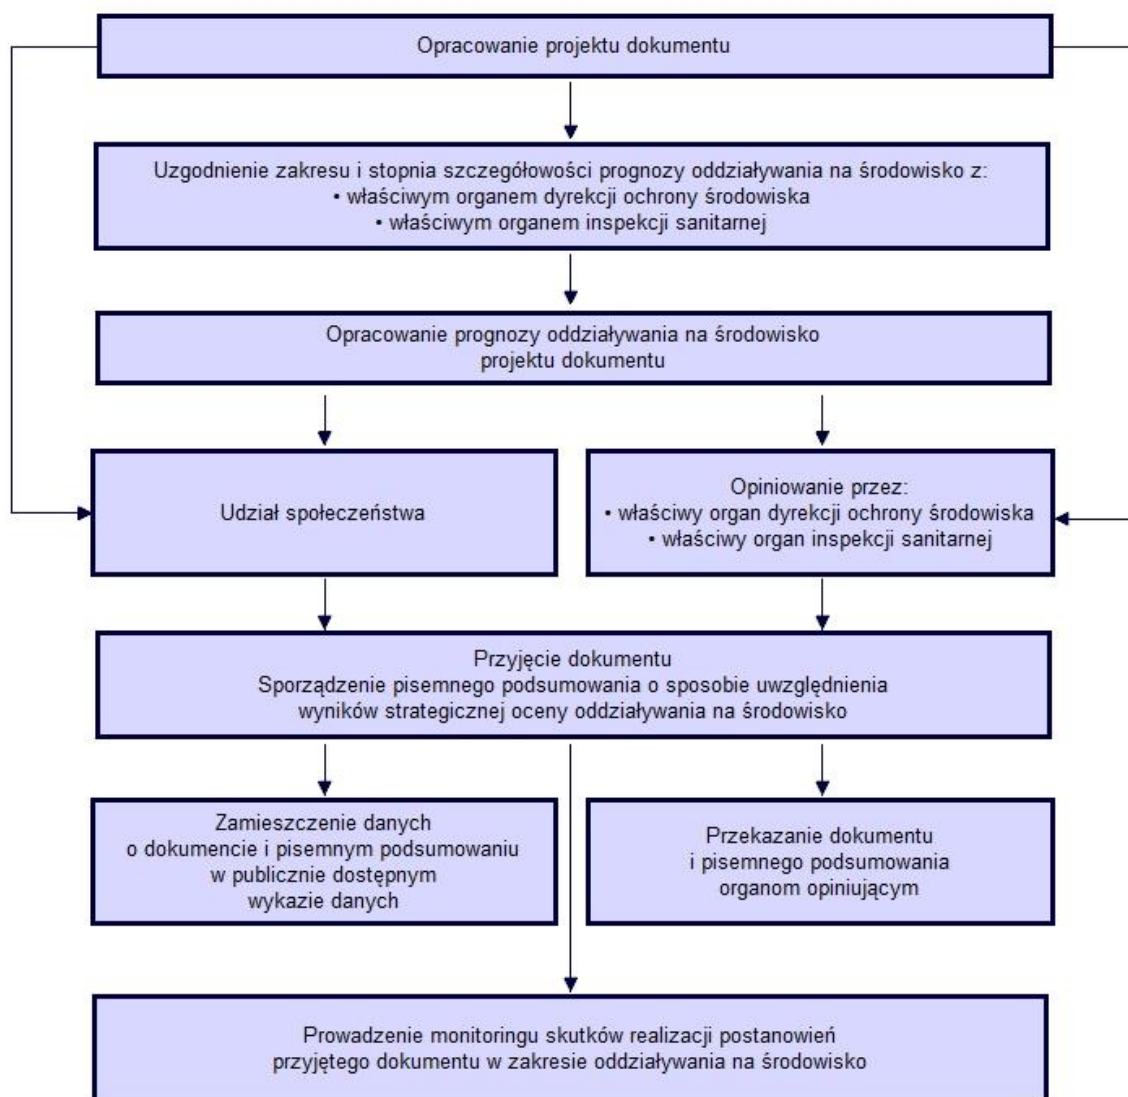 Opracowanie projektu dokumentu
Uzgodnienie zakresu i stopnia szczegółowości prognozy oddziaływania na środowisko z:
• właściwym organem dyrekcji ochrony środowiska
• właściwym organem inspekcji sanitarnej
Opracowanie prognozy oddziaływania na środowisko
projektu dokumentu
Udział społeczeństwa
Opiniowanie przez:
• właściwy organ dyrekcji ochrony środowiska
• właściwy organ inspekcji sanitarnej
Przyjęcie dokumentu
Sporządzenie pisemnego podsumowania o sposobie uwzględnienia
wyników strategicznej oceny oddziaływania na środowisko
Zamieszczenie danych
o dokumencie i pisemnym podsumowaniu
w publicznie dostępnym
wykazie danych
Przekazanie dokumentu
i pisemnego podsumowania
organom opiniującym
Prowadzenie monitoringu skutków realizacji postanowień
przyjętego dokumentu w zakresie oddziaływania na środowisko